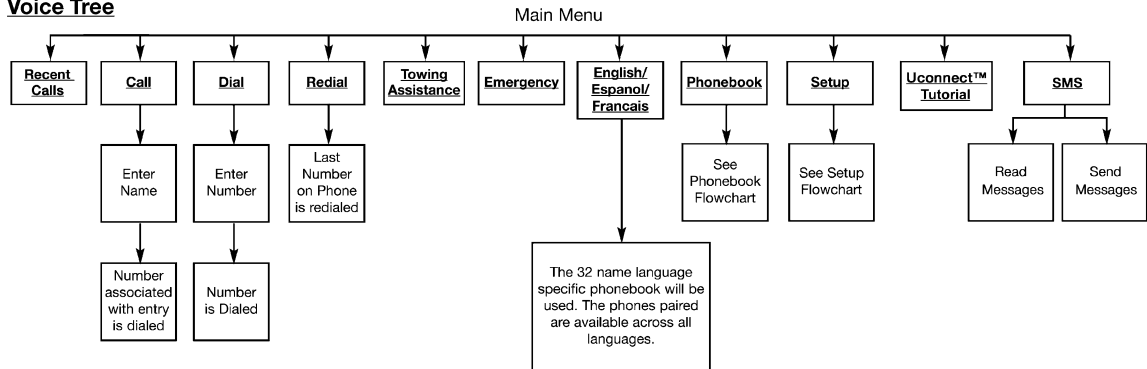 Voice Tree
Main Menu
Recent
Calls
Call
Dial
Redial
Towing
Assistance
Emergency
English/
Espanol/
Francais
Phonebook
Setup
Uconnect™
Tutorial
SMS
Enter
Name
Enter
Number
Last
Number
on Phone
is redialed
See
Phonebook
Flowchart
See Setup
Flowchart
Read
Messages
Send
Messages
Number
associated
with entry
is dialed
Number
is Dialed
The 32 name language
specific phonebook will be
used. The phones paired
are available across all
languages.